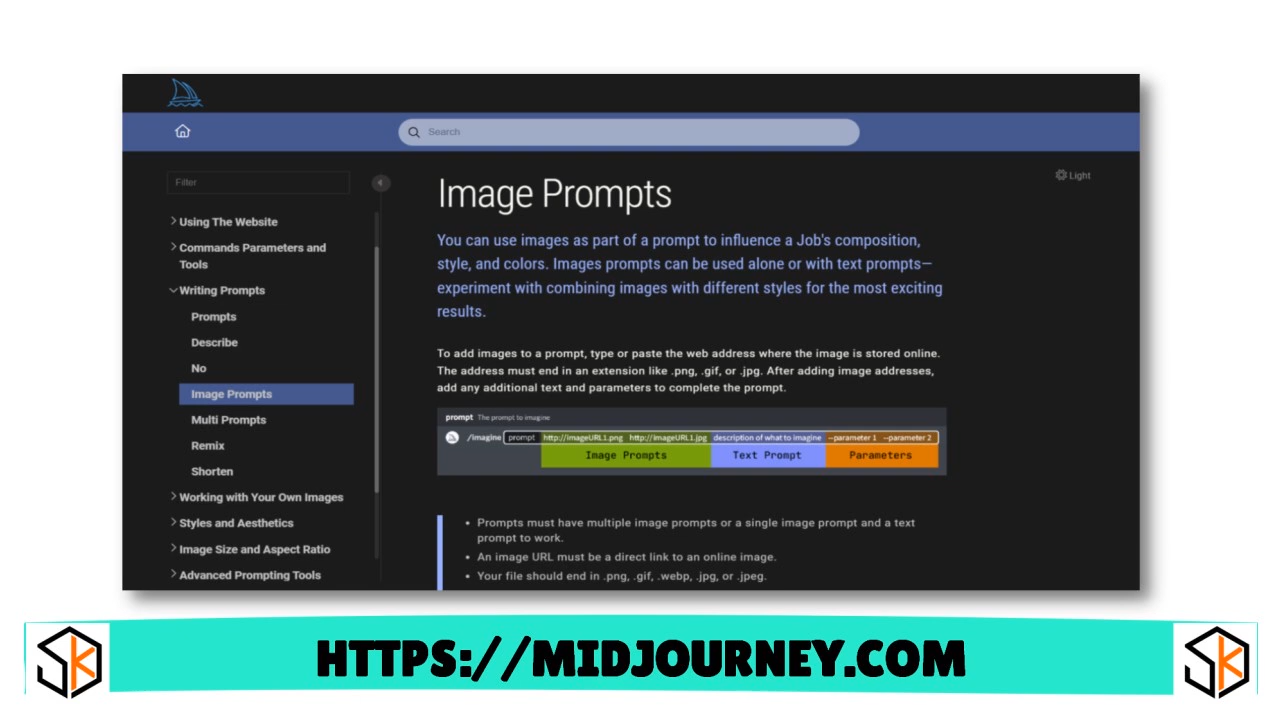 Search
Light
Filter
Using The Website
Commands Parameters and
Tools
Writing Prompts
Prompts
Describe
No
Image Prompts
Multi Prompts
Remix
Shorten
Working with Your Own Images
Styles and Aesthetics
Image Size and Aspect Ratio
Advanced Prompting Tools
Image Prompts
You can use images as part of a prompt to influence a Job's composition,
style, and colors. Images prompts can be used alone or with text prompts—
experiment with combining images with different styles for the most exciting
results.
To add images to a prompt, type or paste the web address where the image is stored online.
The address must end in an extension like .png, .gif, or .jpg. After adding image addresses,
add any additional text and parameters to complete the prompt.
prompt The prompt to imagine
/imagine prompt http://imageURL1.png http://imageURL1.jpg description of what to imagine --parameter 1 --parameter 2
Image Prompts Text Prompt Parameters
• Prompts must have multiple image prompts or a single image prompt and a text
prompt to work.
• An image URL must be a direct link to an online image.
• Your file should end in .png, .gif, .webp, .jpg, or .jpeg.
SK HTTPS://MIDJOURNEY.COM SK